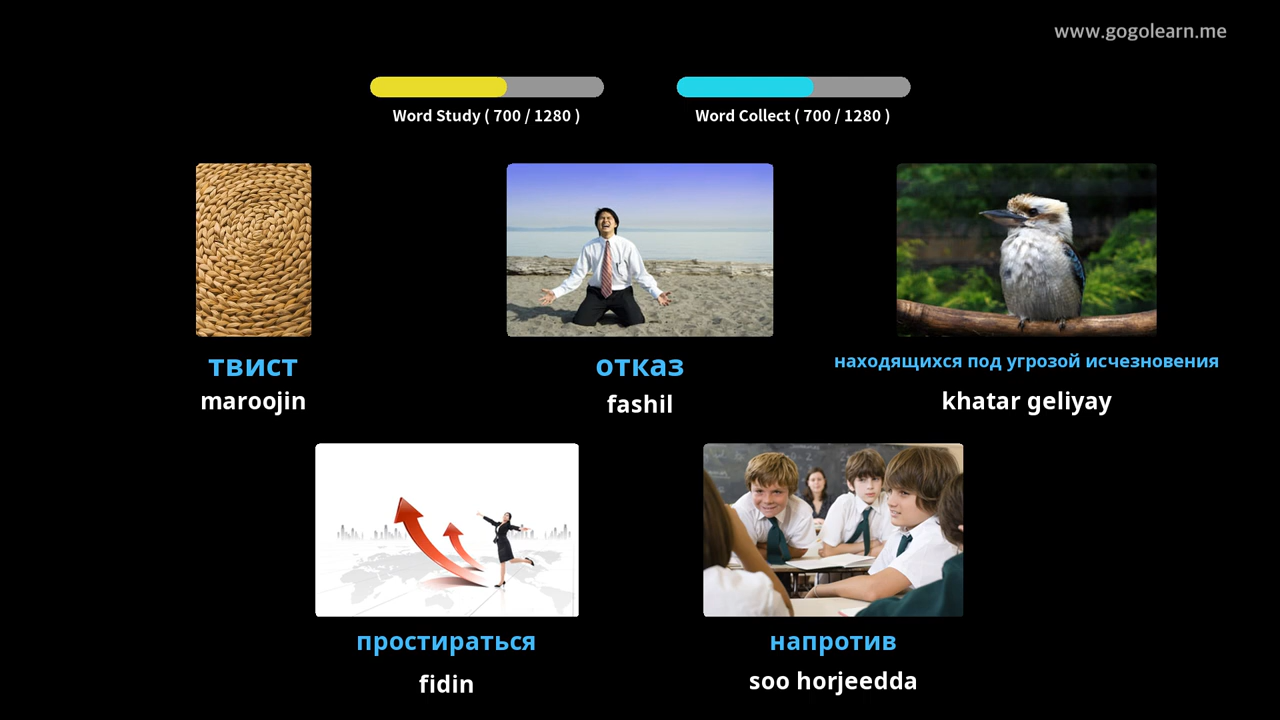 www.gogolearn.me
Word Study ( 700 / 1280 )
Word Collect ( 700 / 1280 )
твист
maroojin
отказ
fashil
находящихся под угрозой исчезновения
khatar geliyay
простираться
fidin
напротив
soo horjeedda